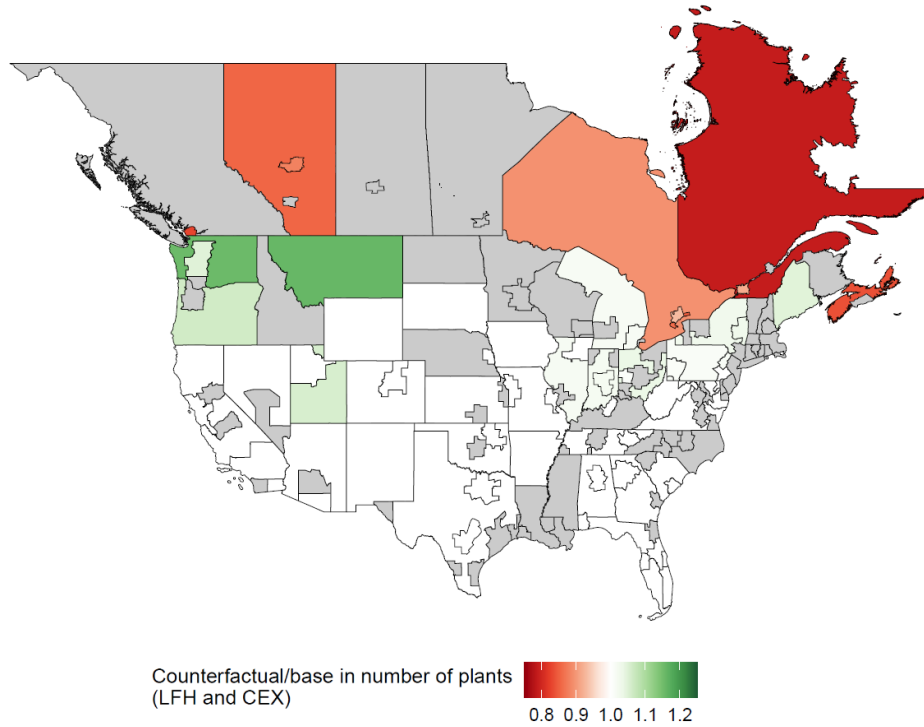 Counterfactual/base in number of plants
(LFH and CEX)
0.8 0.9 1.0 1.1 1.2